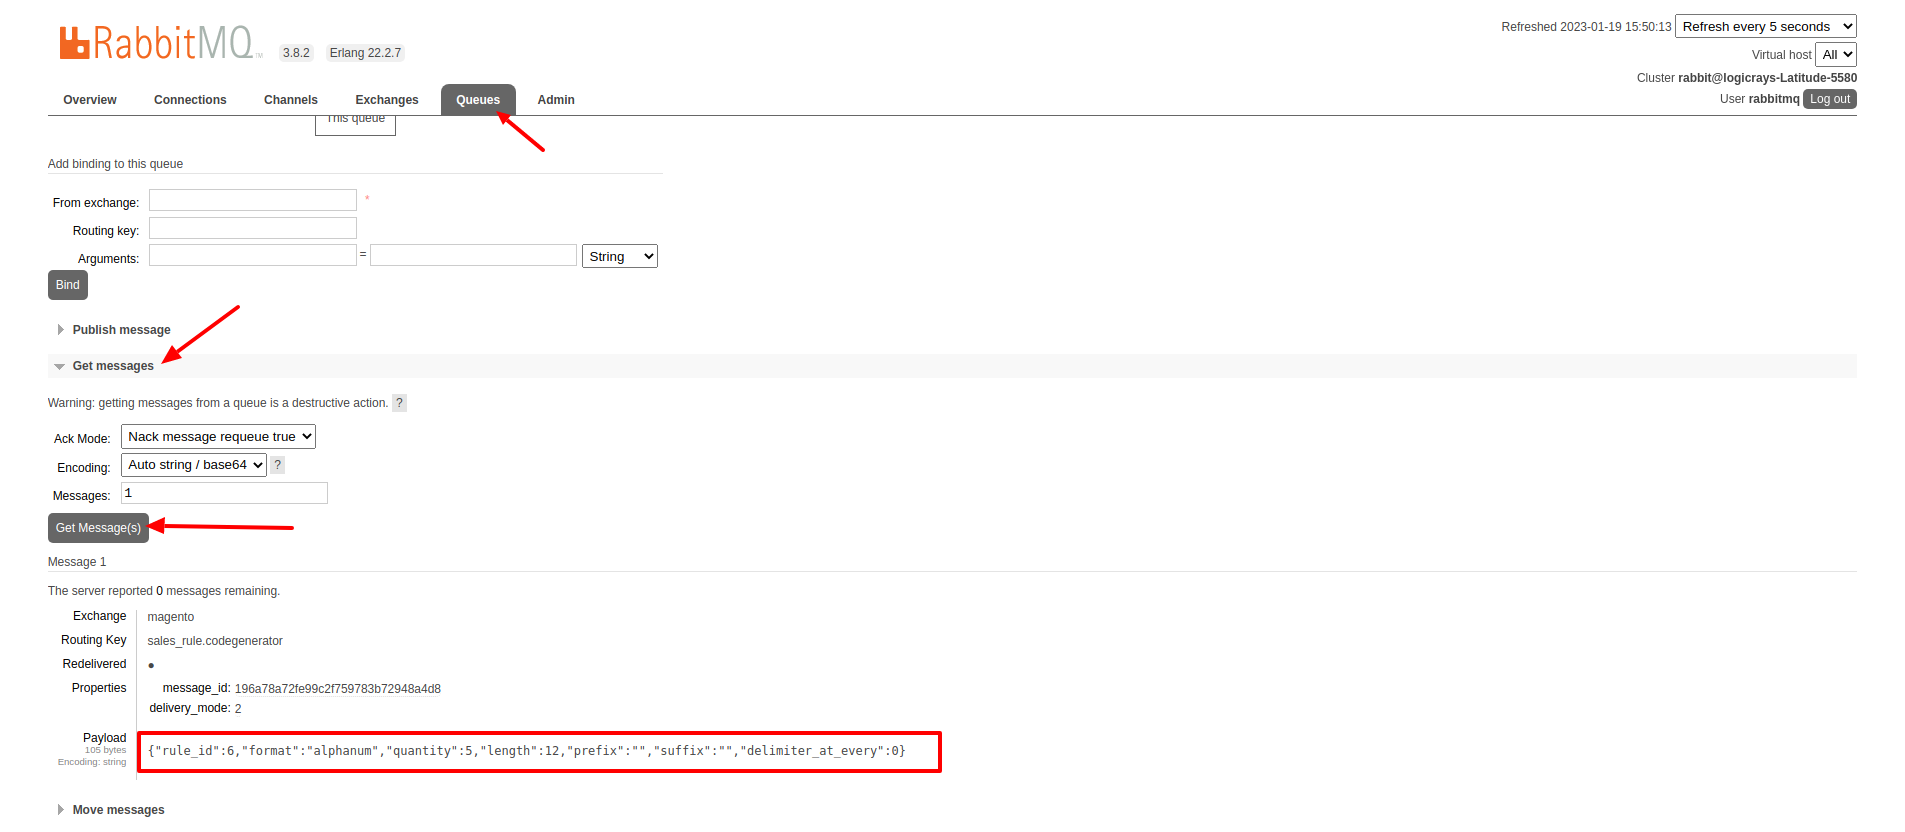 RabbitMQ TM 3.8.2 Erlang 22.2.7
Refreshed 2023-01-19 15:50:13 Refresh every 5 seconds
Virtual host All
Cluster rabbit@logicrays-Latitude-5580
User rabbitmq Log out
Overview Connections Channels Exchanges Queues Admin
This queue
Add binding to this queue
From exchange: *
Routing key:
Arguments: = String
Bind
Publish message
Get messages
Warning: getting messages from a queue is a destructive action. ?
Ack Mode: Nack message requeue true
Encoding: Auto string / base64 ?
Messages: 1
Get Message(s)
Message 1
The server reported 0 messages remaining.
Exchange magento
Routing Key sales_rule.codegenerator
Redelivered ●
Properties message_id: 196a78a72fe99c2f759783b72948a4d8
delivery_mode: 2
Payload
105 bytes
Encoding: string
{"rule_id":6,"format":"alphanum","quantity":5,"length":12,"prefix":"","suffix":"","delimiter_at_every":0}
Move messages